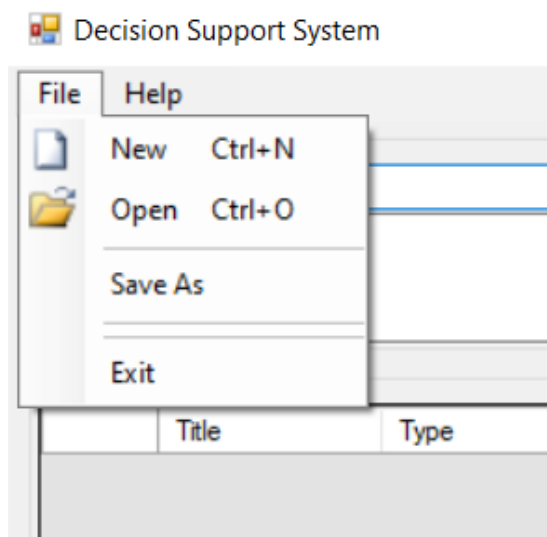 Decision Support System
File Help
New Ctrl+N
Open Ctrl+O
Save As
Exit
Title Type